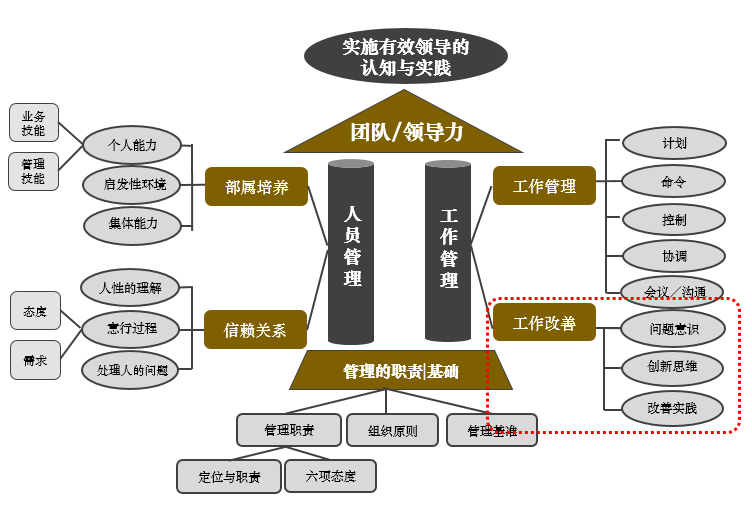 实施有效领导的
认知与实践
团队/领导力
业务
技能
管理
技能
个人能力
启发性环境
集体能力
部属培养
人员管理
工作管理
工作管理
计划
命令
控制
协调
会议／沟通
态度
需求
人性的理解
意行过程
处理人的问题
信赖关系
工作改善
问题意识
创新思维
改善实践
管理的职责|基础
管理职责
组织原则
管理基准
定位与职责
六项态度